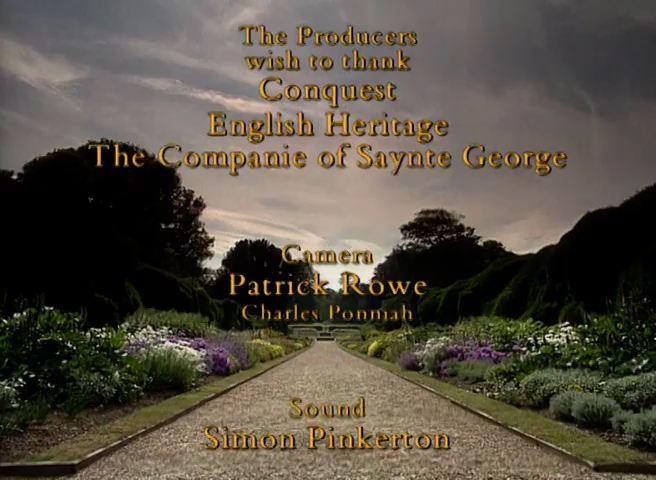 The Producers
wish to thank
Conquest
English Heritage
The Companie of Saynte George
Camera
Patrick Rowe
Charles Ponniah
Sound
Simon Pinkerton